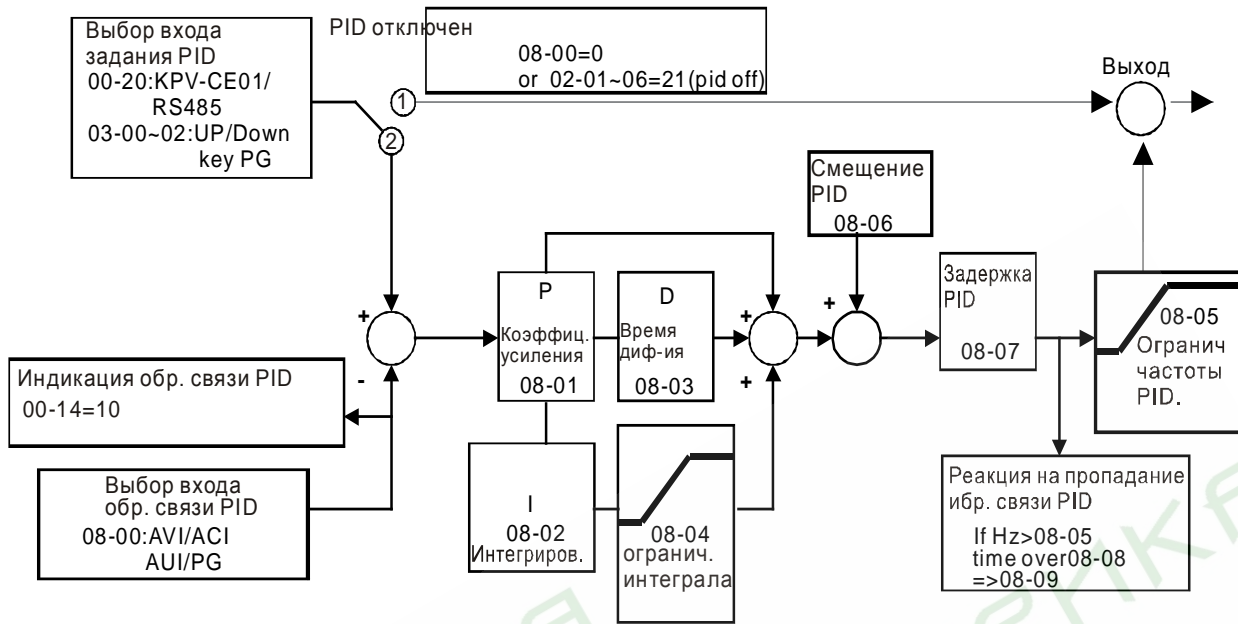 Выбор входа
задания PID
00-20:KPV-CE01/
RS485
03-00~02:UP/Down
key PG
PID отключен
08-00=0
or 02-01~06=21(pid off)
1
2
Выход
Смещение
PID
08-06
P
Коэффиц.
усиления
08-01
D
Время
диф-ия
08-03
Задержка
PID
08-07
08-05
Огранич
частоты
PID.
+
-
+
+
+
Индикация обр. связи PID
00-14=10
Выбор входа
обр. связи PID
08-00:AVI/ACI
AUI/PG
I
08-02
Интегриров.
08-04
огранич.
интеграла
Реакция на пропадание
ибр. связи PID
If Hz>08-05
time over08-08
=>08-09